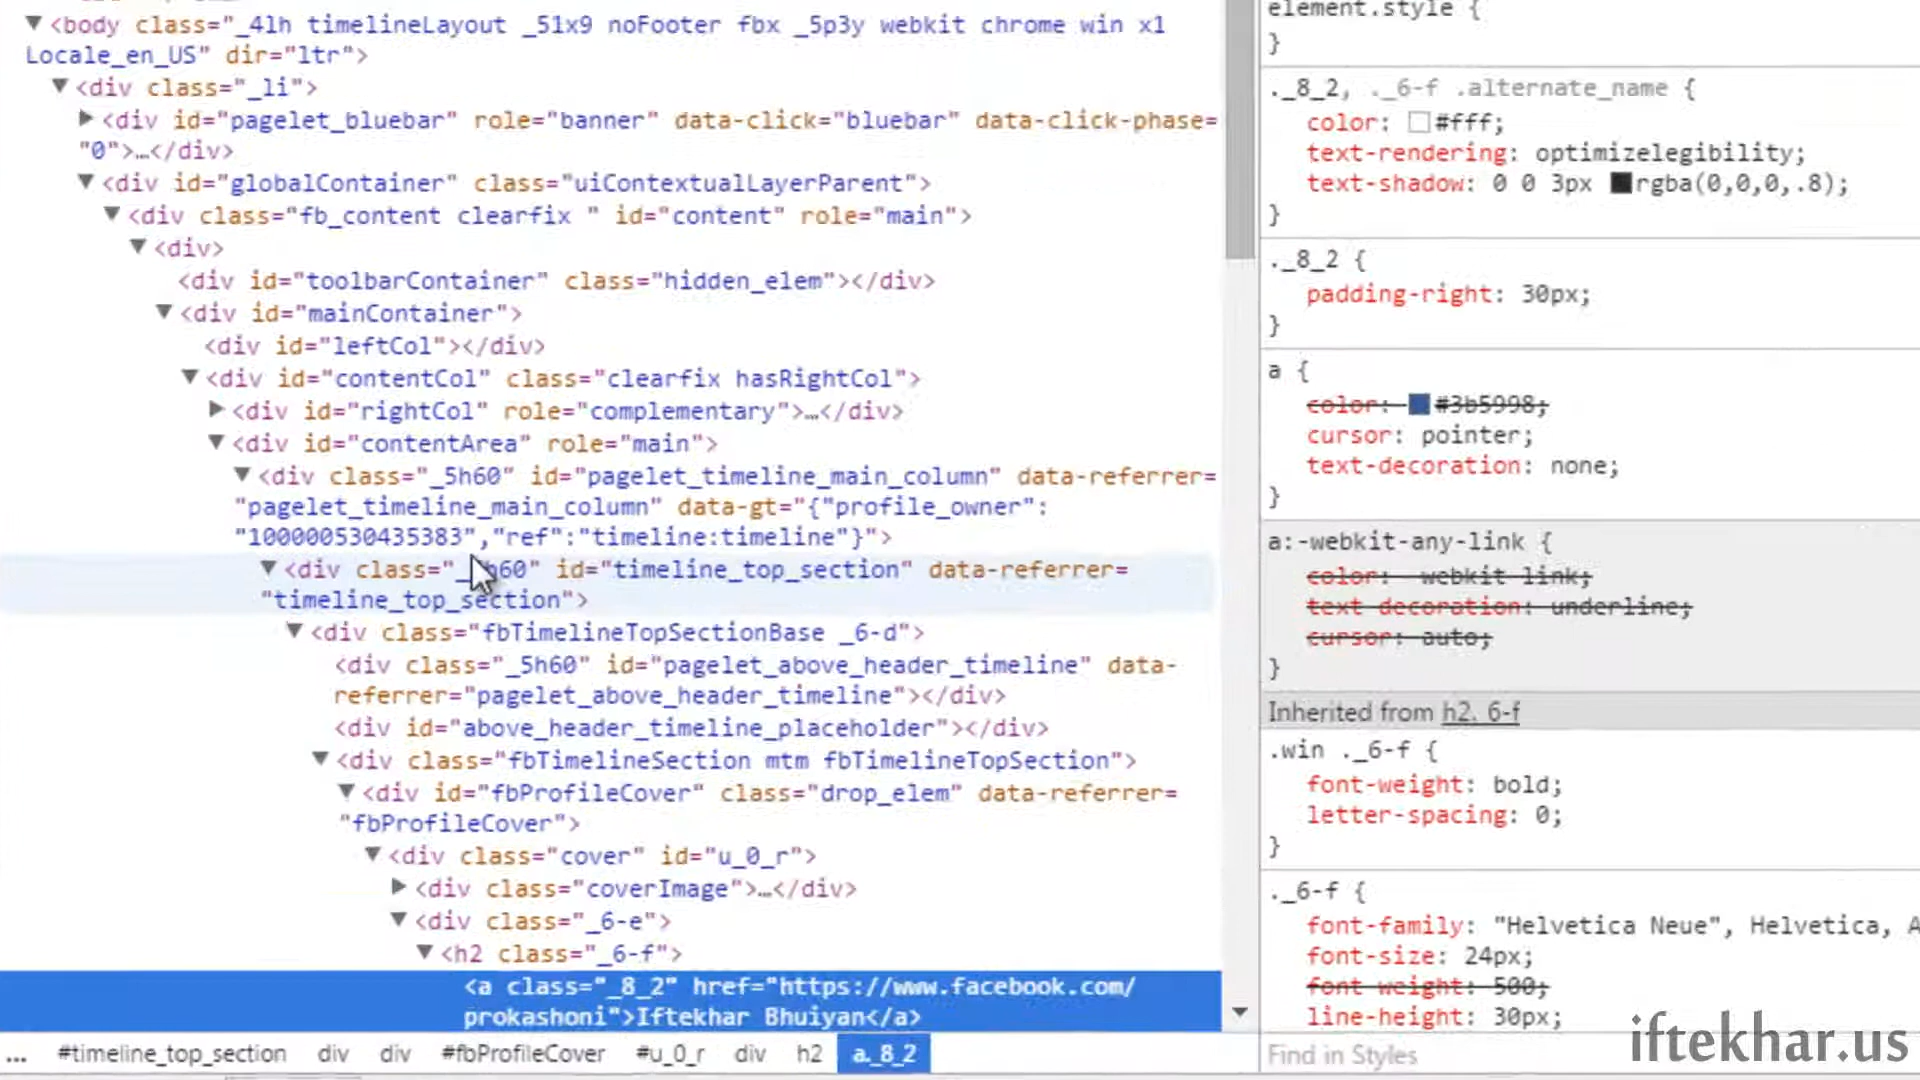 <body class="_4lh timelineLayout _51x9 noFooter fbx _5p3y webkit chrome win x1
Locale_en_US" dir="ltr">
<div class="_li">
<div id="pagelet_bluebar" role="banner" data-click="bluebar" data-click-phase=
"0">…</div>
<div id="globalContainer" class="uiContextualLayerParent">
<div class="fb_content clearfix " id="content" role="main">
<div>
<div id="toolbarContainer" class="hidden_elem"></div>
<div id="mainContainer">
<div id="leftCol"></div>
<div id="contentCol" class="clearfix hasRightCol">
<div id="rightCol" role="complementary">…</div>
<div id="contentArea" role="main">
<div class="_5h60" id="pagelet_timeline_main_column" data-referrer=
"pagelet_timeline_main_column" data-gt="{"profile_owner":
"100000530435383","ref":"timeline:timeline"}">
<div class="_h60" id="timeline_top_section" data-referrer=
"timeline_top_section">
<div class="fbTimelineTopSectionBase _6-d">
<div class="_5h60" id="pagelet_above_header_timeline" data-
referrer="pagelet_above_header_timeline"></div>
<div id="above_header_timeline_placeholder"></div>
<div class="fbTimelineSection mtm fbTimelineTopSection">
<div id="fbProfileCover" class="drop_elem" data-referrer=
"fbProfileCover">
<div class="cover" id="u_0_r">
<div class="coverImage">…</div>
<div class="_6-e">
<h2 class="_6-f">
<a class="_8_2" href="https://www.facebook.com/
prokashoni">Iftekhar Bhuiyan</a>
... #timeline_top_section div div #fbProfileCover #u_0_r div h2 a._8_2
element.style {
}
._8_2, ._6-f .alternate_name {
color: #fff;
text-rendering: optimizelegibility;
text-shadow: 0 0 3px rgba(0,0,0,.8);
}
._8_2 {
padding-right: 30px;
}
a {
color: #3b5998;
cursor: pointer;
text-decoration: none;
}
a:-webkit-any-link {
color: -webkit-link;
text-decoration: underline;
cursor: auto;
}
Inherited from h2._6-f
.win ._6-f {
font-weight: bold;
letter-spacing: 0;
}
._6-f {
font-family: "Helvetica Neue", Helvetica, A
font-size: 24px;
font-weight: 500;
line-height: 30px;
Find in Styles
iftekhar.us